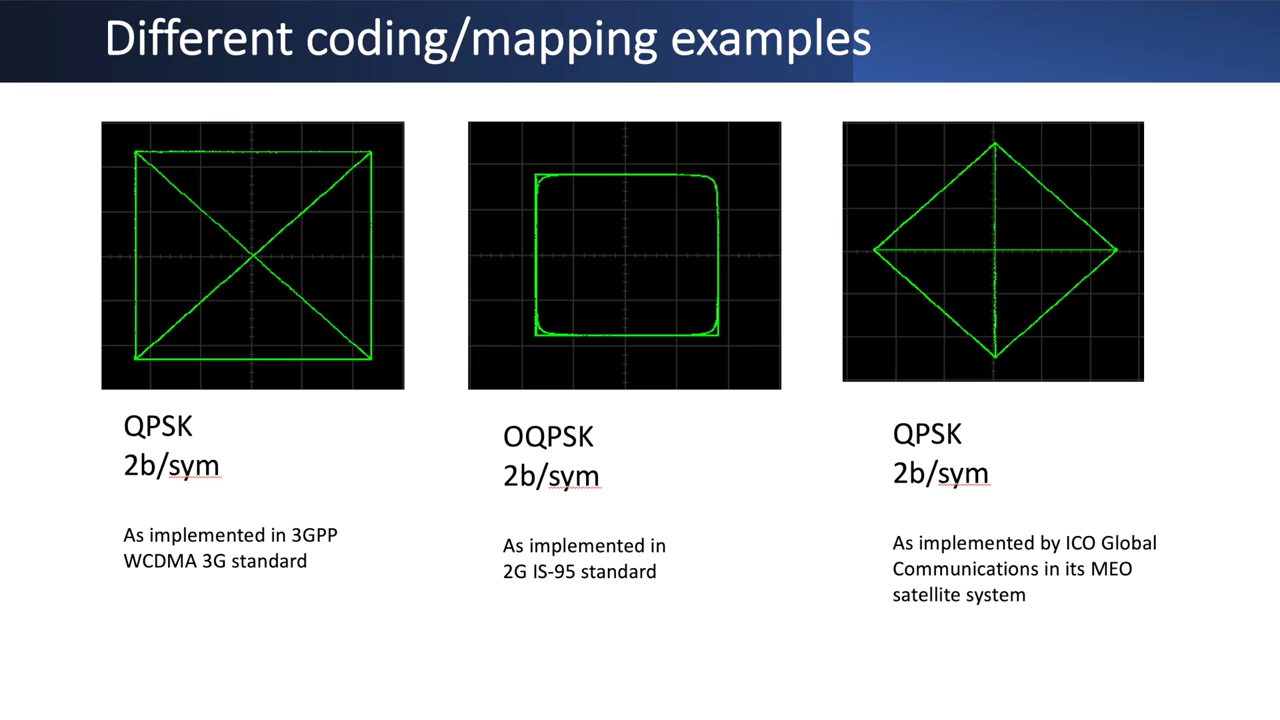 Different coding/mapping examples
QPSK
2b/sym
As implemented in 3GPP
WCDMA 3G standard
OQPSK
2b/sym
As implemented in
2G IS-95 standard
QPSK
2b/sym
As implemented by ICO Global
Communications in its MEO
satellite system